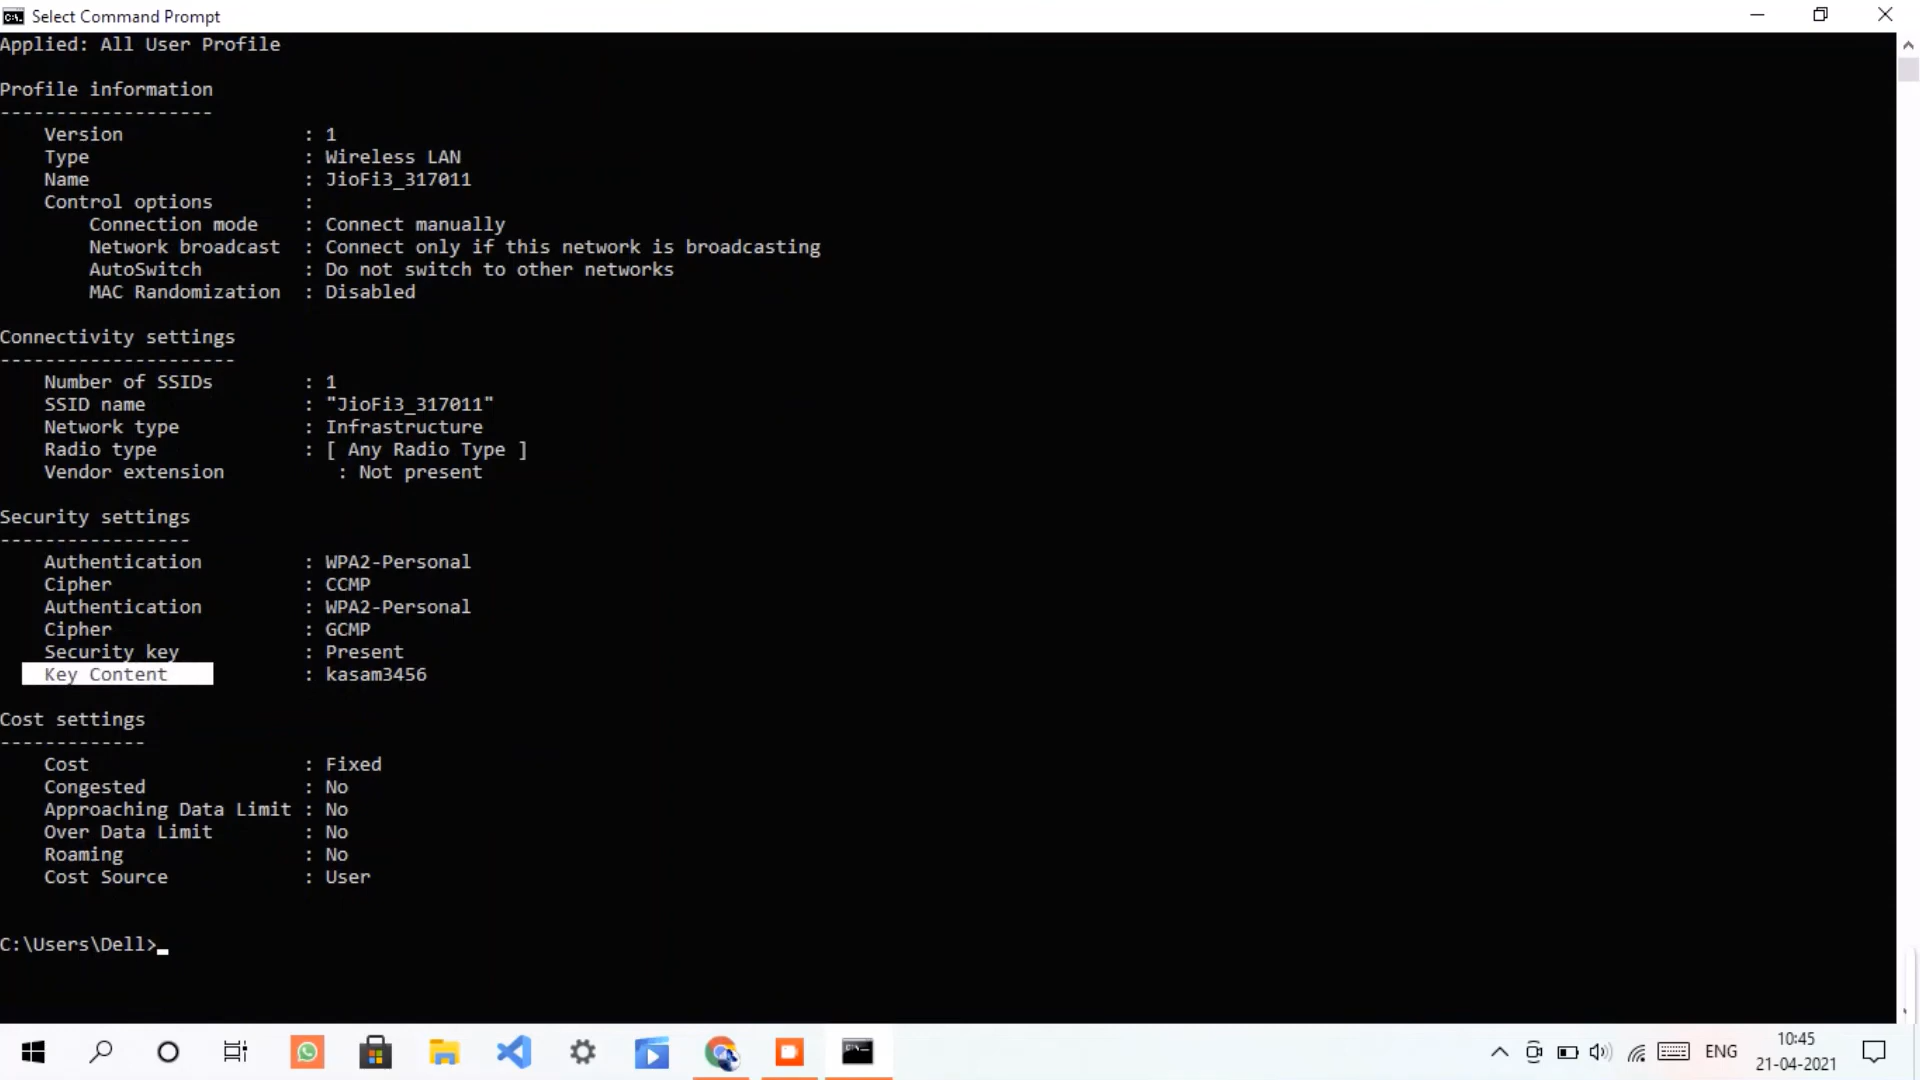 Select Command Prompt
Applied: All User Profile
Profile information
-------------------
Version : 1
Type : Wireless LAN
Name : JioFi3_317011
Control options :
Connection mode : Connect manually
Network broadcast : Connect only if this network is broadcasting
AutoSwitch : Do not switch to other networks
MAC Randomization : Disabled
Connectivity settings
---------------------
Number of SSIDs : 1
SSID name : "JioFi3_317011"
Network type : Infrastructure
Radio type : [ Any Radio Type ]
Vendor extension : Not present
Security settings
-----------------
Authentication : WPA2-Personal
Cipher : CCMP
Authentication : WPA2-Personal
Cipher : GCMP
Security key : Present
Key Content : kasam3456
Cost settings
-------------
Cost : Fixed
Congested : No
Approaching Data Limit : No
Over Data Limit : No
Roaming : No
Cost Source : User
C:\Users\Dell>_
ENG
10:45
21-04-2021